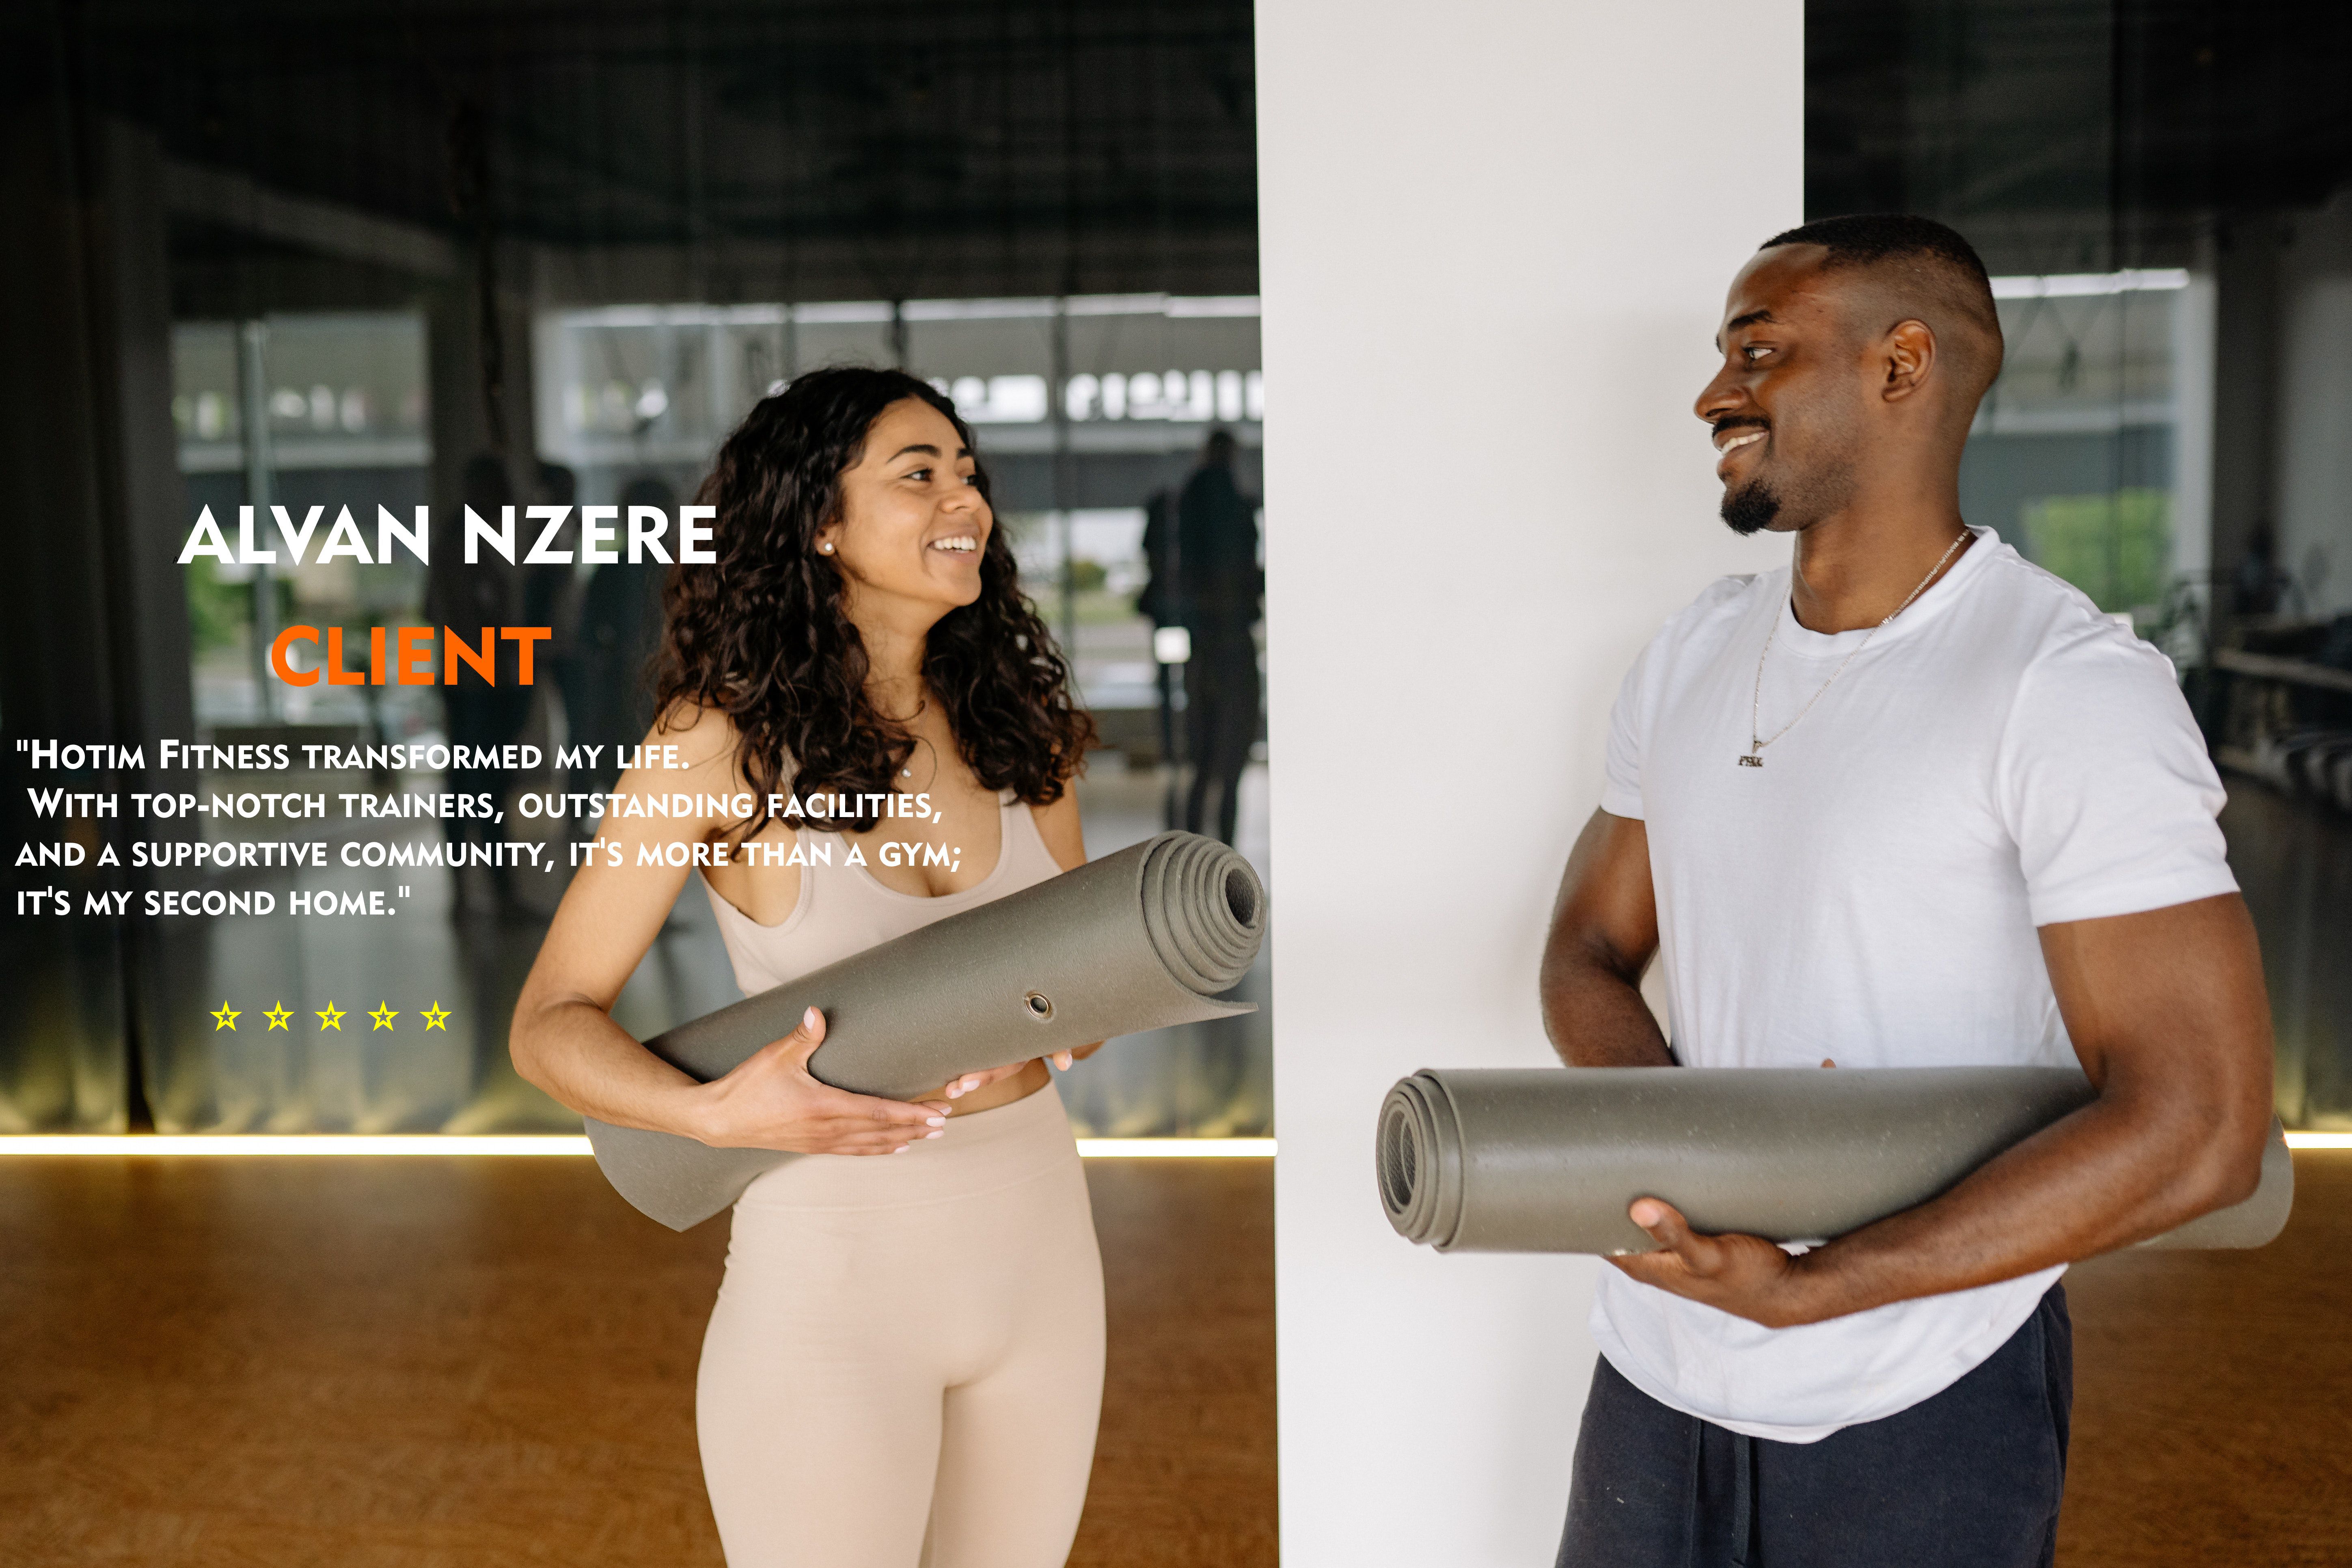 ALVAN NZERE
CLIENT
"Hotim Fitness transformed my life.
With top-notch trainers, outstanding facilities,
and a supportive community, it's more than a gym;
it's my second home."